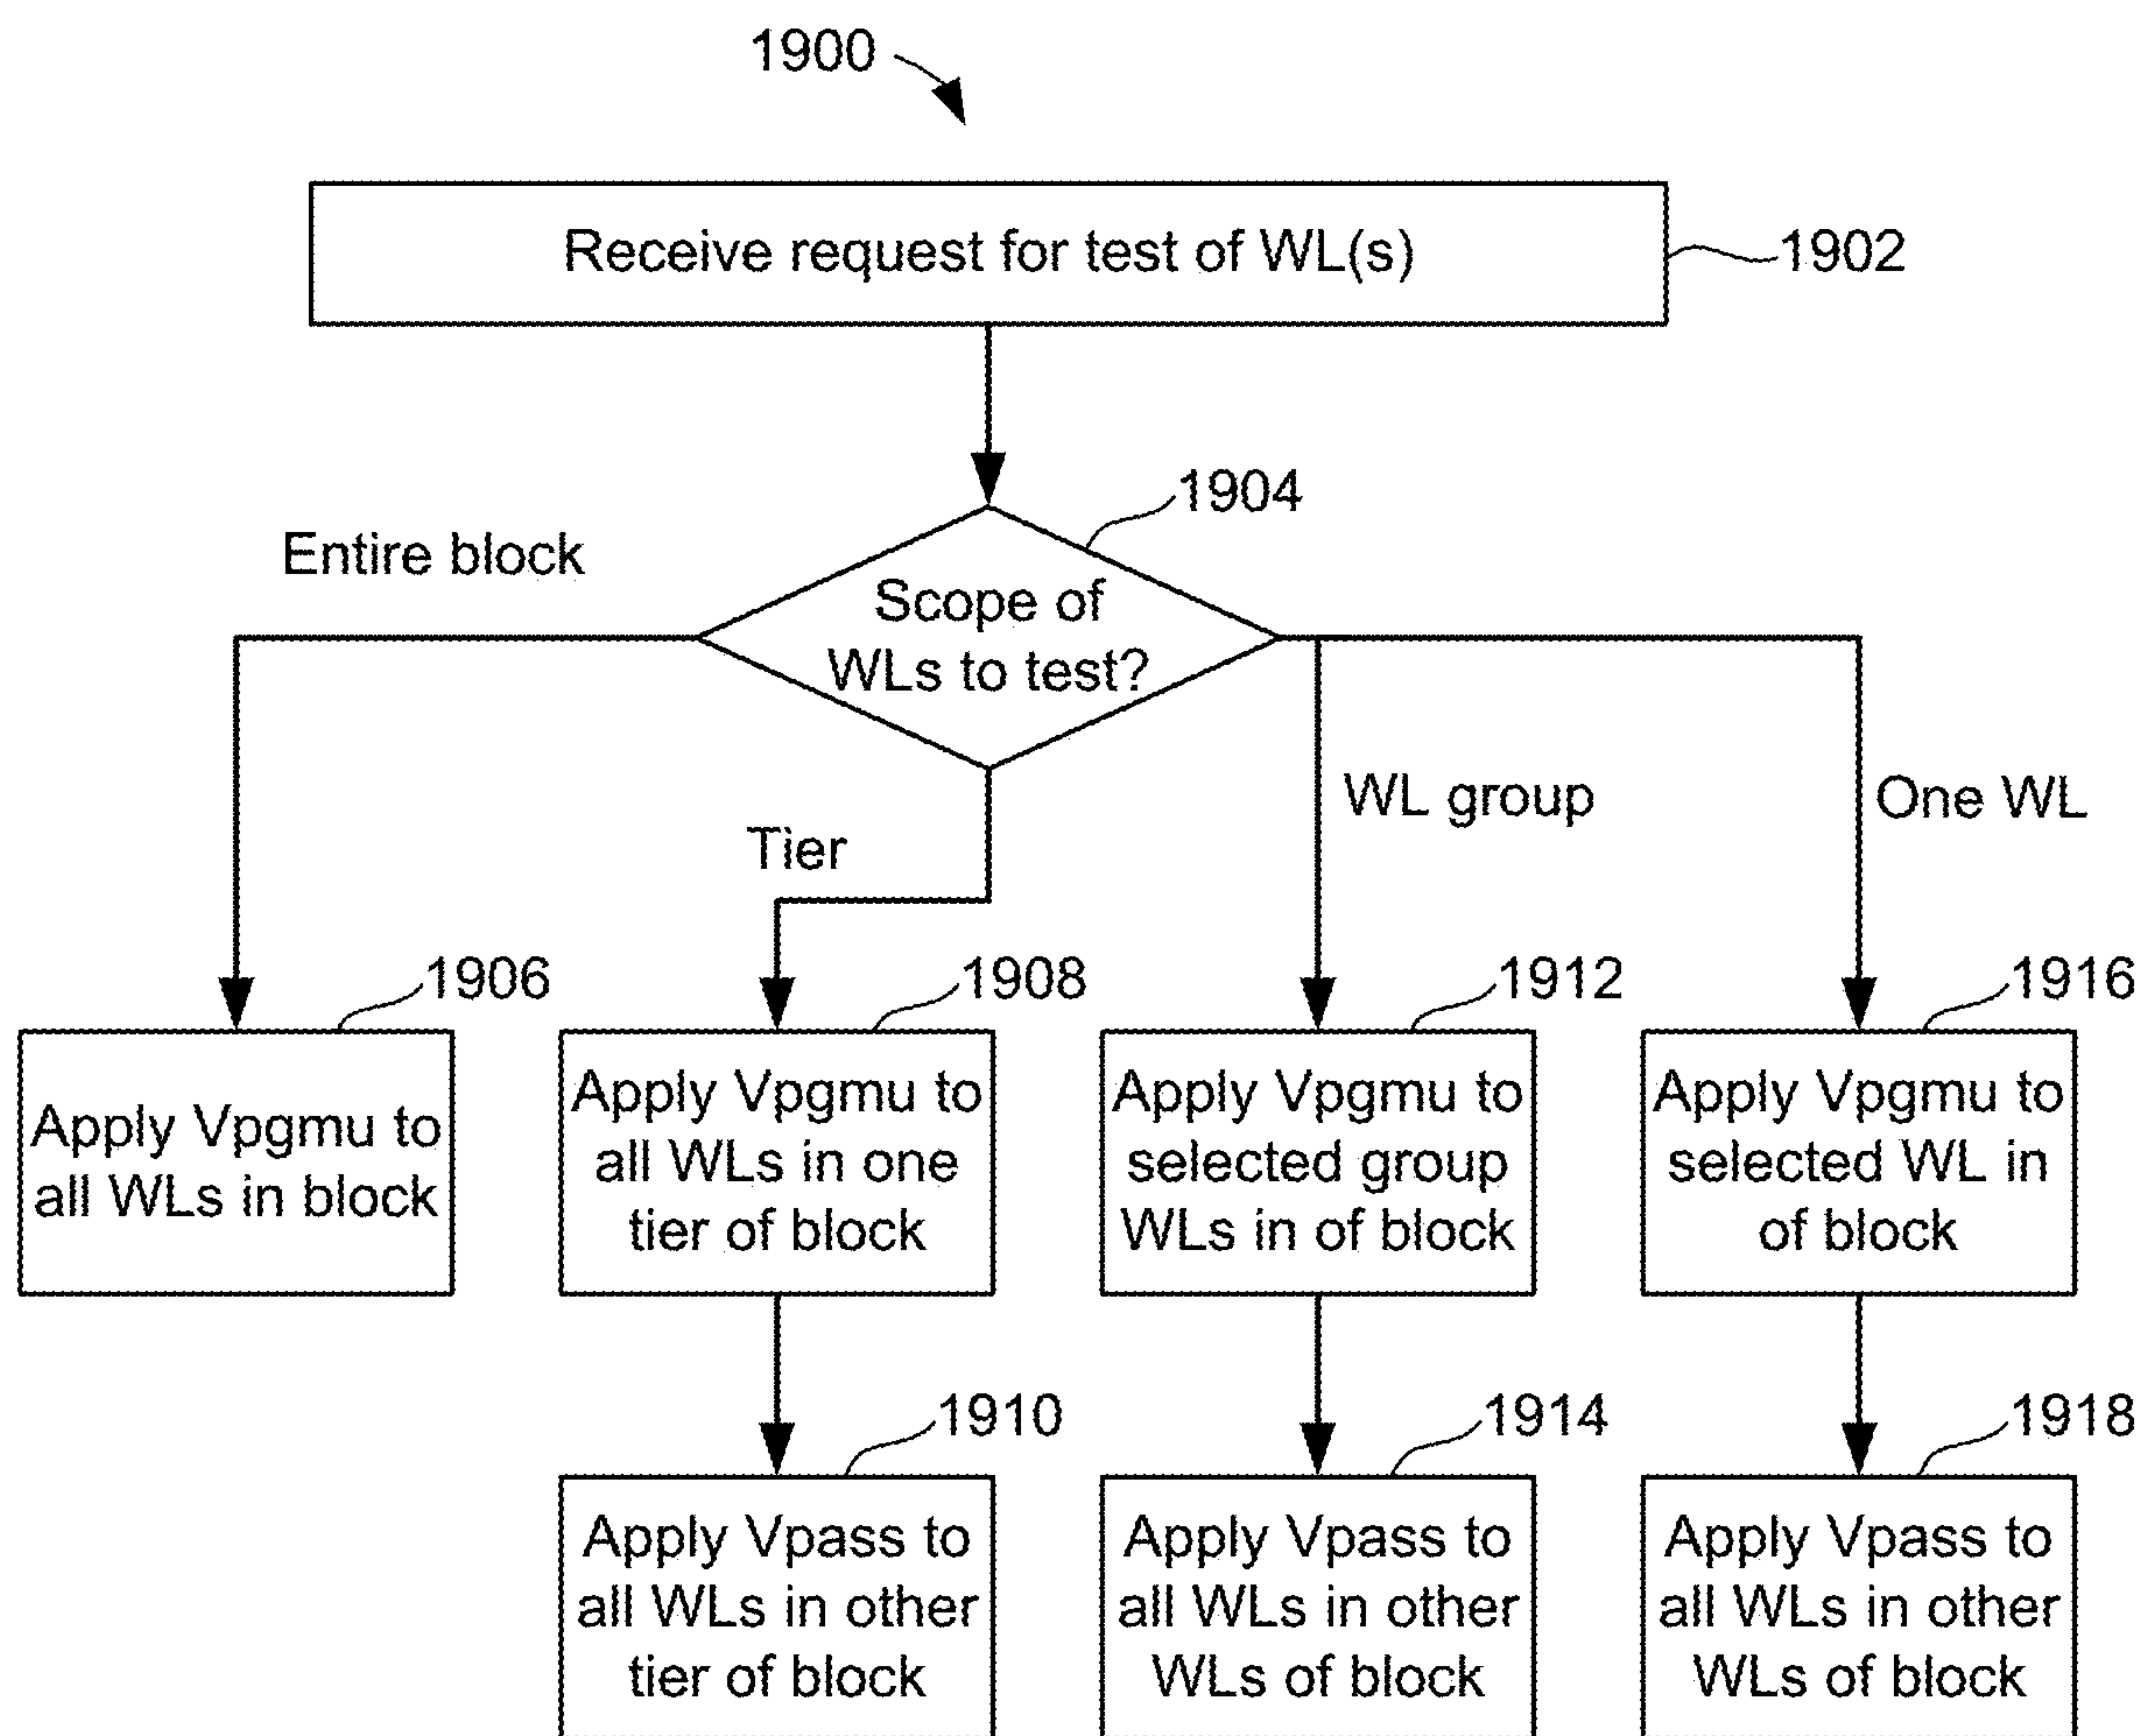 1900
Receive request for test of WL(s)
1902
1904
Entire block
Scope of
WLs to test?
WL group
One WL
Tier
1906
1908
1912
1916
Apply Vpgmu to
all WLs in block
Apply Vpgmu to
all WLs in one
tier of block
Apply Vpgmu to
selected group
WLs in of block
Apply Vpgmu to
selected WL in
of block
1910
1914
1918
Apply Vpass to
all WLs in other
tier of block
Apply Vpass to
all WLs in other
WLs of block
Apply Vpass to
all WLs in other
WLs of block